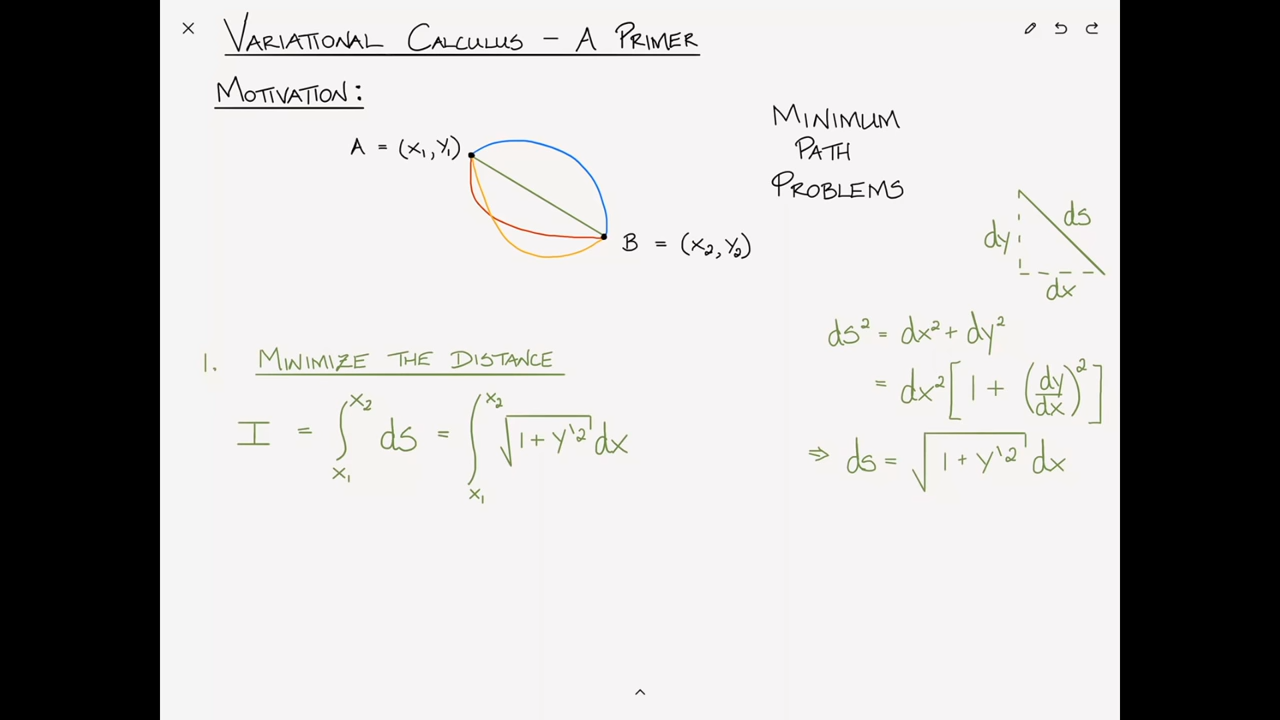 VARIATIONAL CALCULUS – A PRIMER
MOTIVATION:
A = (x₁, y₁)
B = (x₂, y₂)
MINIMUM
PATH
PROBLEMS
dy
ds
dx
ds² = dx² + dy²
= dx² [1 + (dy/dx)²]
⇒ ds = √(1 + y'²) dx
1. MINIMIZE THE DISTANCE
I = ∫_{x₁}^{x₂} ds = ∫_{x₁}^{x₂} √(1 + y'²) dx